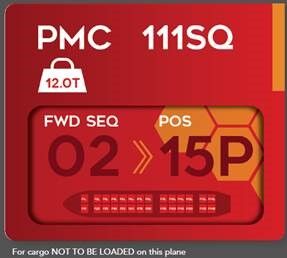 PMC 111SQ
12.0T
FWD SEQ POS
02 » 15P
For cargo NOT TO BE LOADED on this plane